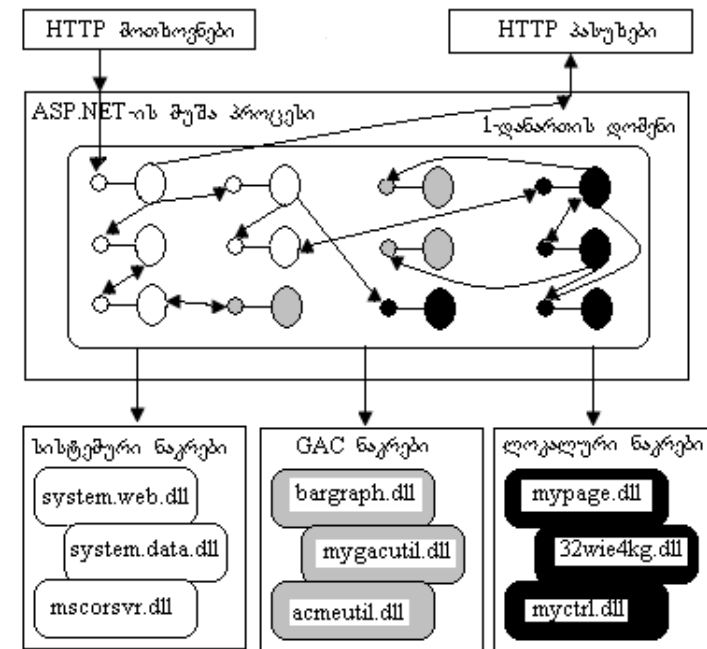 HTTP მოთხოვნები
HTTP პასუხები
ASP.NET-ის მუშა პროცესი
1-დანართის დომენი
სისტემური ნაკრები
system.web.dll
system.data.dll
mscorsvr.dll
GAC ნაკრები
bargraph.dll
mygacutil.dll
acmeutil.dll
ლოკალური ნაკრები
mypage.dll
32wie4kg.dll
myctrl.dll